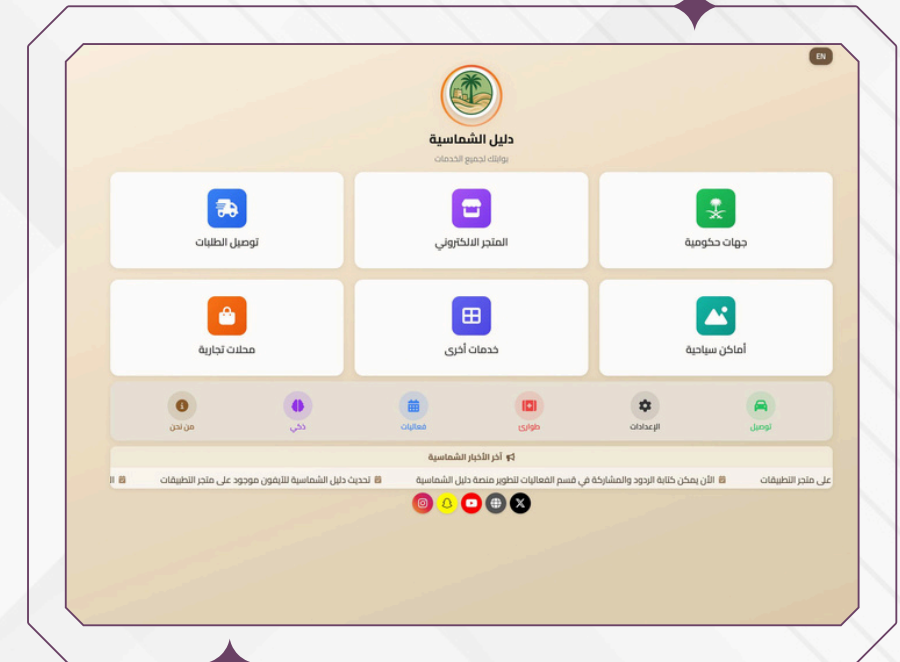 EN
دليل الشماسية
بوابتك لجميع الخدمات
جهات حكومية
المتجر الالكتروني
توصيل الطلبات
أماكن سياحية
خدمات أخرى
محلات تجارية
توصيل
الإعدادات
طوارئ
فعاليات
ذكي
من نحن
آخر الأخبار الشماسية
على متجر التطبيقات الأن يمكن كتابة الردود والمشاركة في قسم الفعاليات لتطوير منصة دليل الشماسية تحديث دليل الشماسية للآيفون موجود على متجر التطبيقات